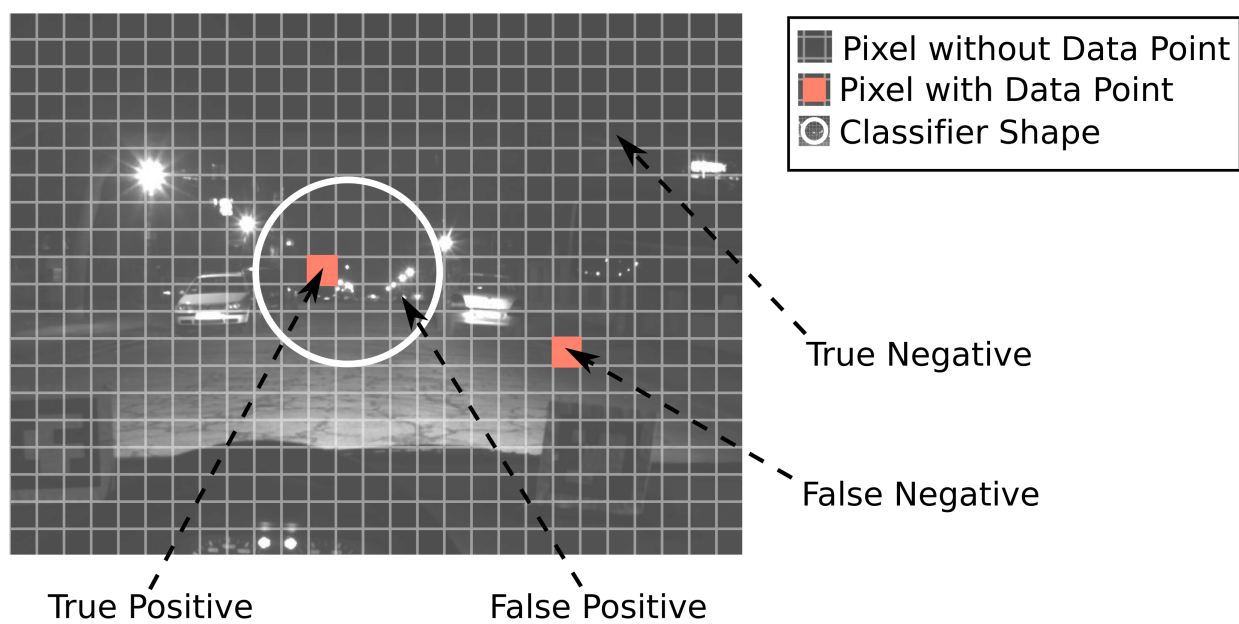 Pixel without Data Point
Pixel with Data Point
Classifier Shape
True Negative
False Negative
True Positive
False Positive